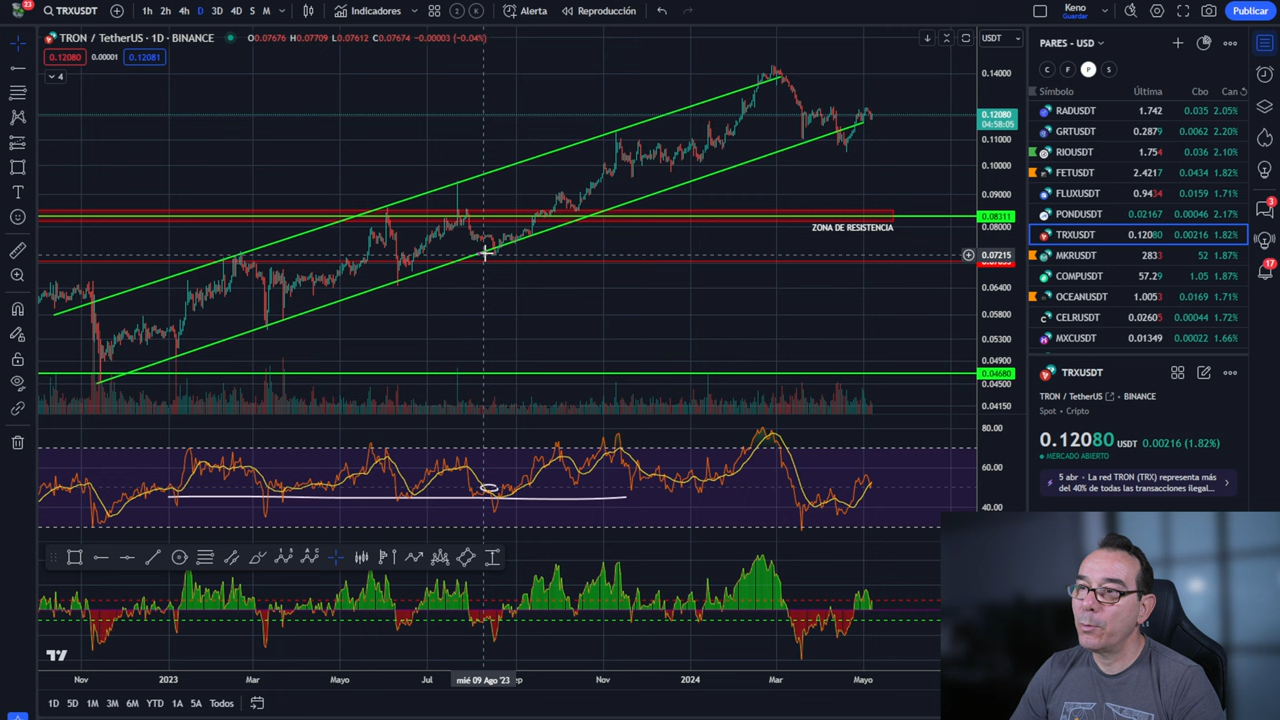 23 TRXUSDT 1h 2h 4h D 3D 4D S M Indicadores 2 K Alerta Reproducción Keno Guardar Publicar
TRON / TetherUS · 1D · BINANCE O0.07676 H0.07709 L0.07612 C0.07674 -0.00003 (-0.04%) USDT
0.12080 0.00001 0.12081
4
0.14000
0.12080
04:58:05
0.11000
0.10000
0.09000
0.08311
0.08000
ZONA DE RESISTENCIA
0.07215
0.06400
0.05800
0.05300
0.04900
0.04680
0.04500
0.04150
80.00
60.00
40.00
Nov 2023 Mar Mayo Jul mié 09 Ago '23 ep Nov 2024 Mar Mayo
1D 5D 1M 3M 6M YTD 1A 5A Todos
PARES - USD
C F P S
Símbolo Última Cbo Can
RADUSDT 1.742 0.035 2.05%
GRTUSDT 0.2879 0.0062 2.20%
RIOUSDT 1.754 0.036 2.10%
FETUSDT 2.4217 0.0434 1.82%
FLUXUSDT 0.9434 0.0159 1.71%
PONDUSDT 0.02167 0.00046 2.17%
TRXUSDT 0.12080 0.00216 1.82%
MKRUSDT 2833 52 1.87%
COMPUSDT 57.29 1.05 1.87%
OCEANUSDT 1.0053 0.0169 1.71%
CELRUSDT 0.02605 0.00044 1.72%
MXCUSDT 0.01349 0.00022 1.66%
TRXUSDT
TRON / TetherUS · BINANCE
Spot · Cripto
0.12080 USDT 0.00216 (1.82%)
MERCADO ABIERTO
5 abr · La red TRON (TRX) representa más
del 40% de todas las transacciones ilegal...
3
17